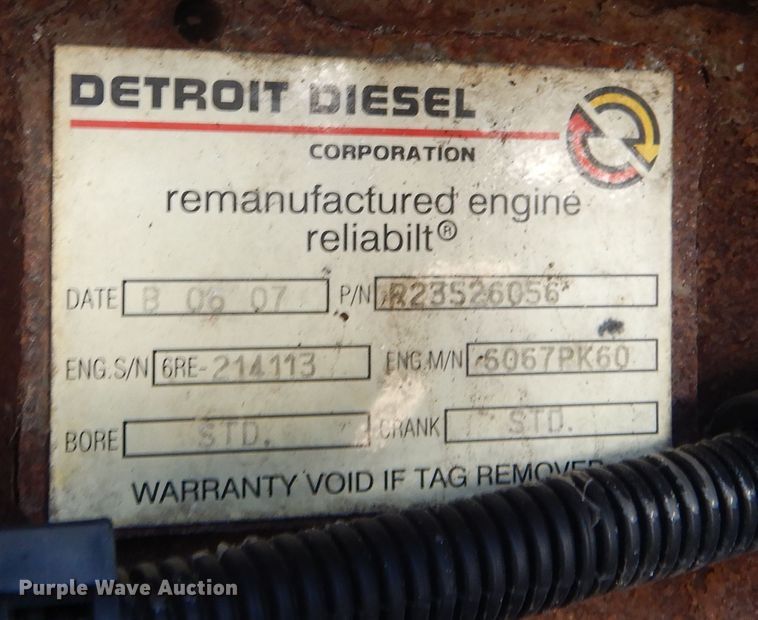 DETROIT DIESEL
CORPORATION
remanufactured engine
reliabilt®
DATE 8 06 07 P/N R23526056
ENG.S/N 6RE-214113 ENG.M/N 6067PK60
BORE STD. CRANK STD.
WARRANTY VOID IF TAG REMOVED
Purple Wave Auction